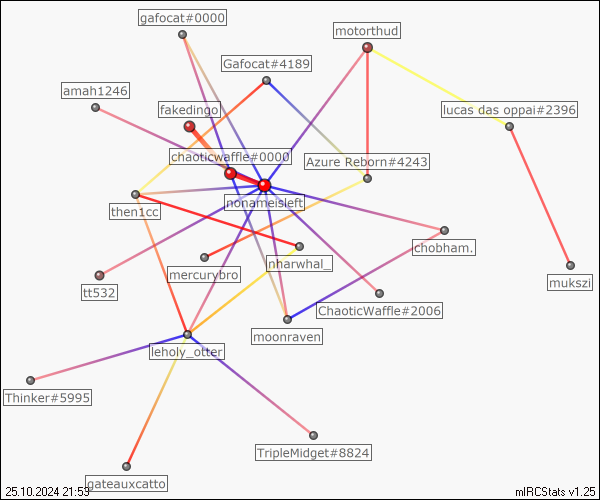 gafocat#0000
motorthud
Gafocat#4189
amah1246
fakedingo
lucas das oppai#2396
chaoticwaffle#0000
Azure Reborn#4243
nonameisleft
then1cc
chobham.
nharwhal_
mercurybro
mukszi
tt532
ChaoticWaffle#2006
moonraven
leholy_otter
Thinker#5995
TripleMidget#8824
gateauxcatto
25.10.2024 21:53
mIRCStats v1.25